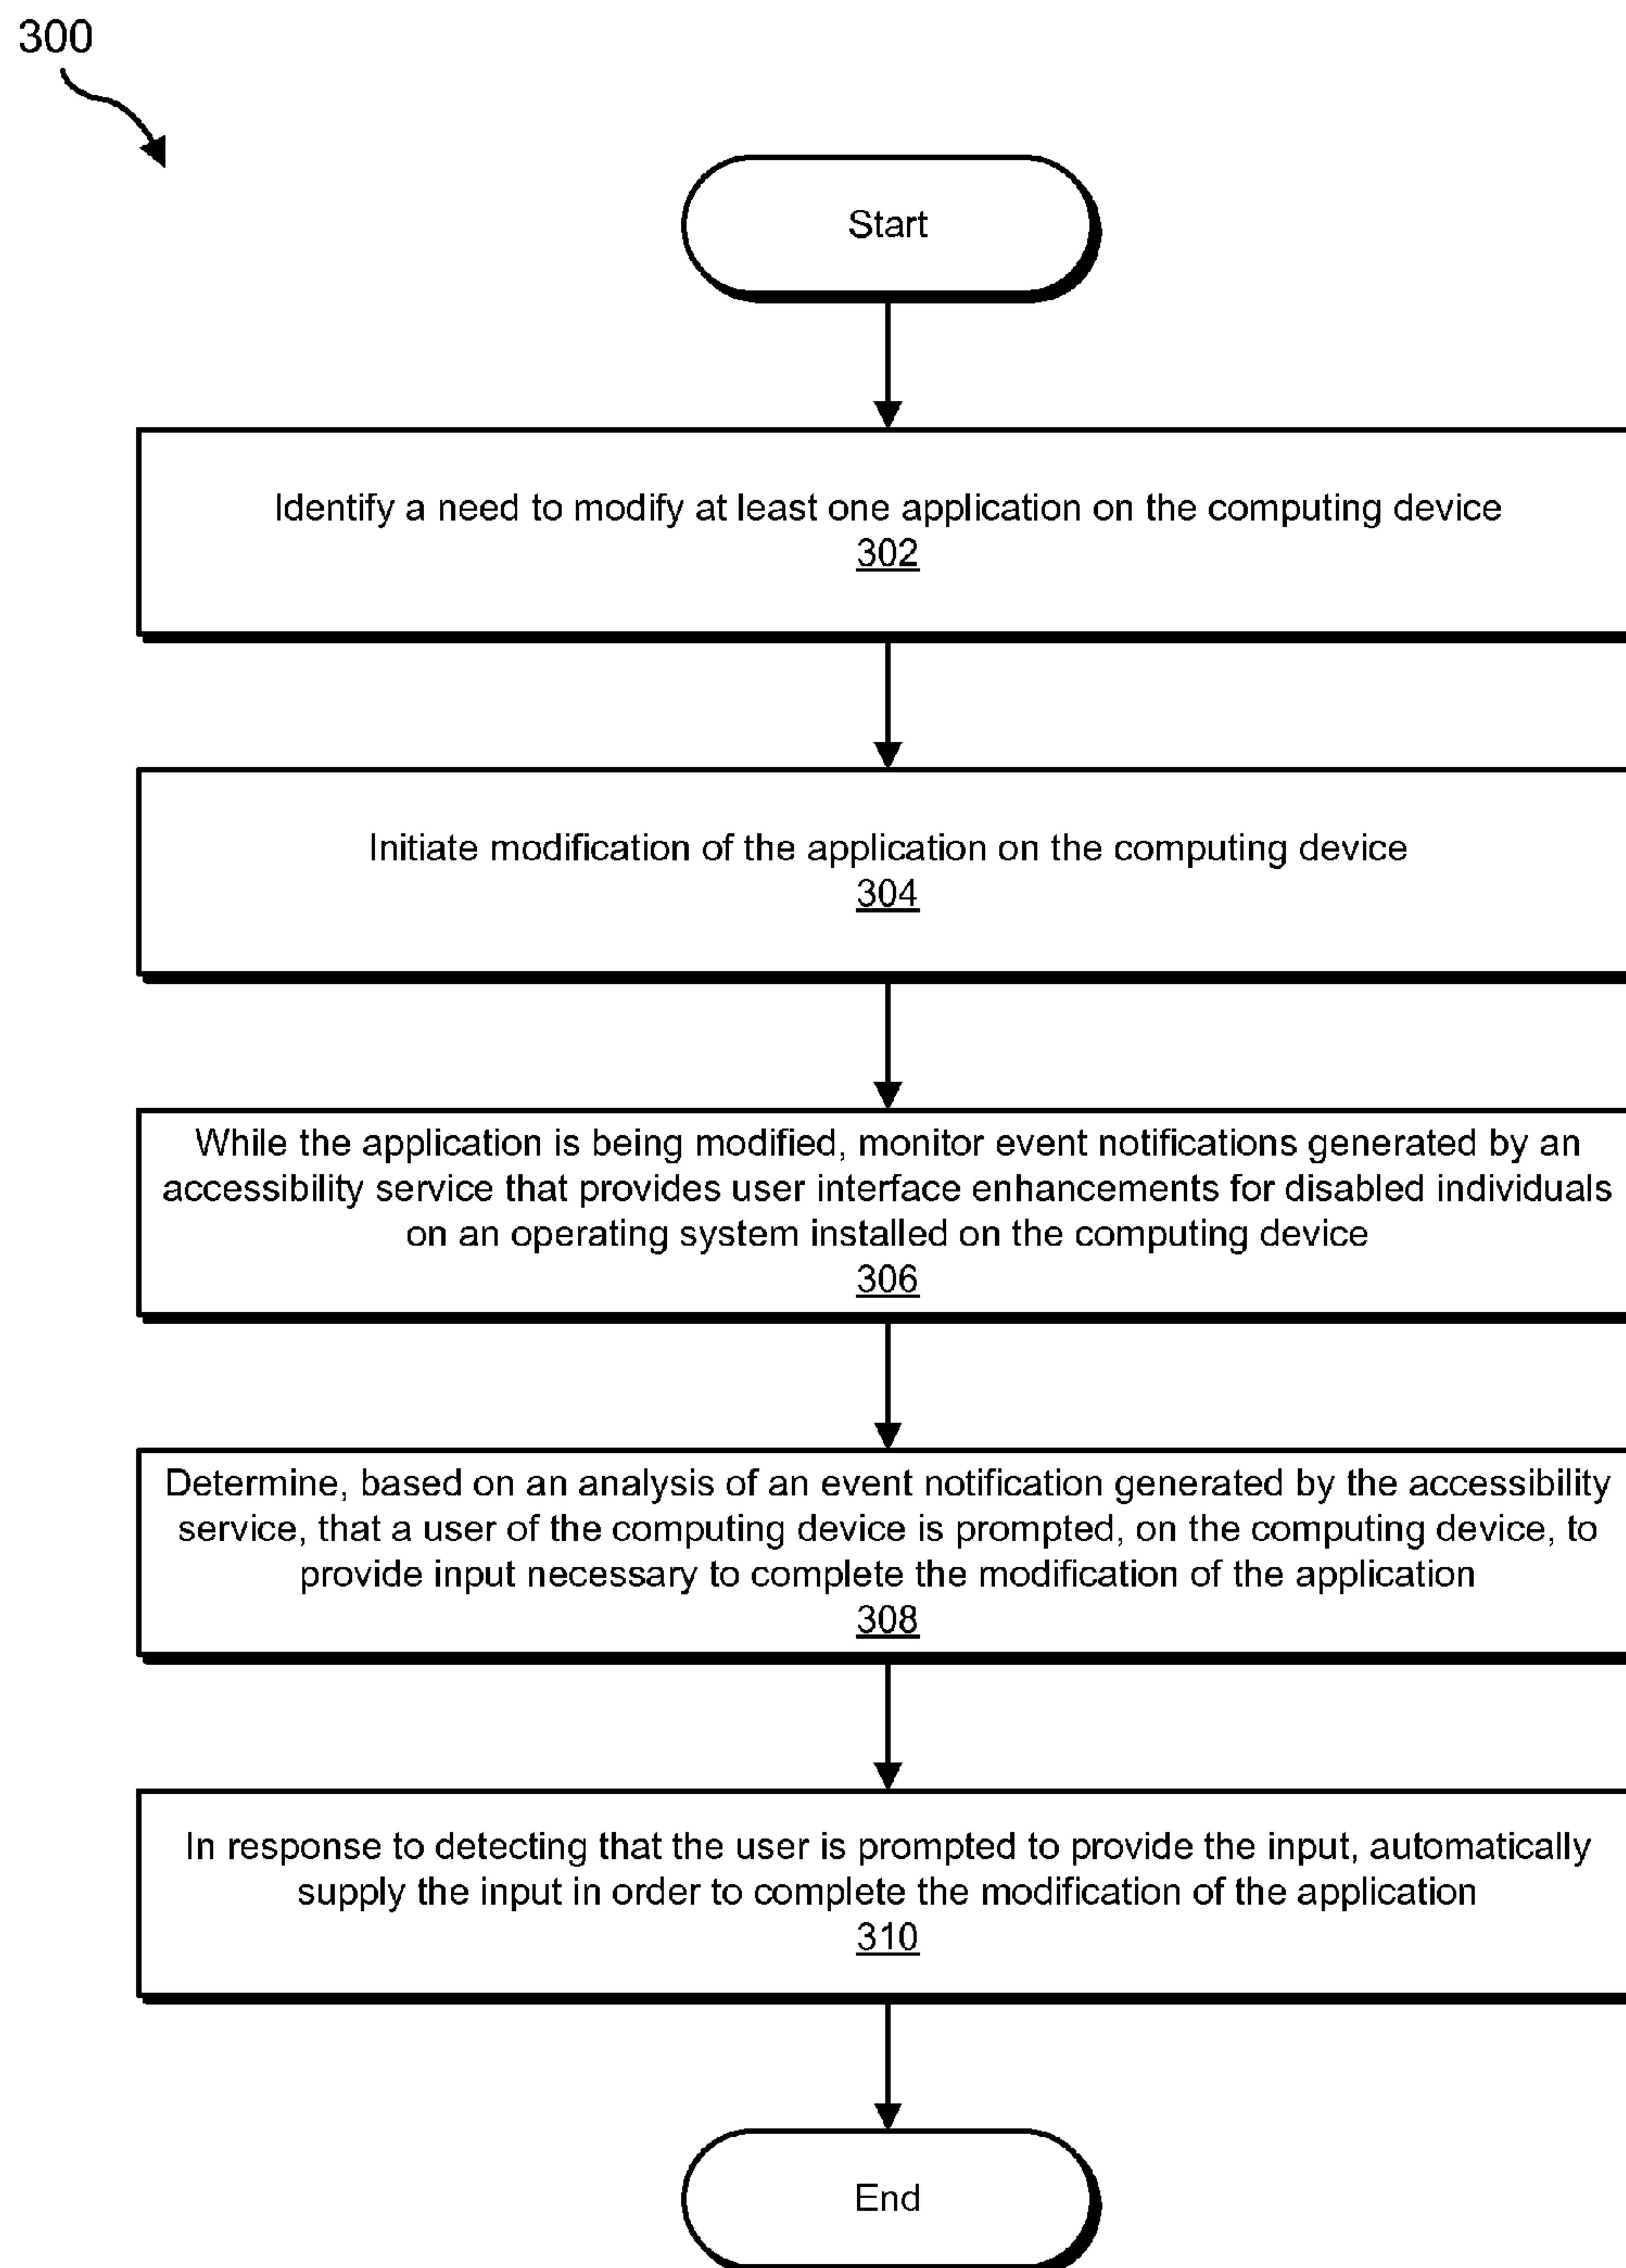 300
Start
Identify a need to modify at least one application on the computing device
302
Initiate modification of the application on the computing device
304
While the application is being modified, monitor event notifications generated by an
accessibility service that provides user interface enhancements for disabled individuals
on an operating system installed on the computing device
306
Determine, based on an analysis of an event notification generated by the accessibility
service, that a user of the computing device is prompted, on the computing device, to
provide input necessary to complete the modification of the application
308
In response to detecting that the user is prompted to provide the input, automatically
supply the input in order to complete the modification of the application
310
End